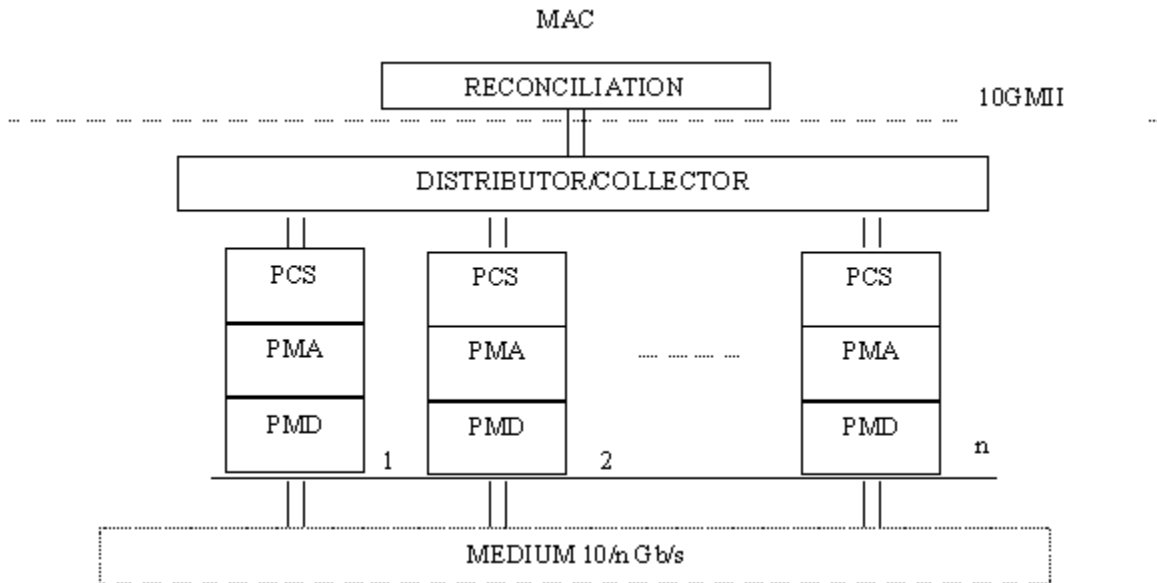 MAC
RECONCILIATION
10GMII
DISTRIBUTOR/COLLECTOR
PCS PCS PCS
PMA PMA PMA
PMD PMD PMD
1 2 n
MEDIUM 10/n Gb/s